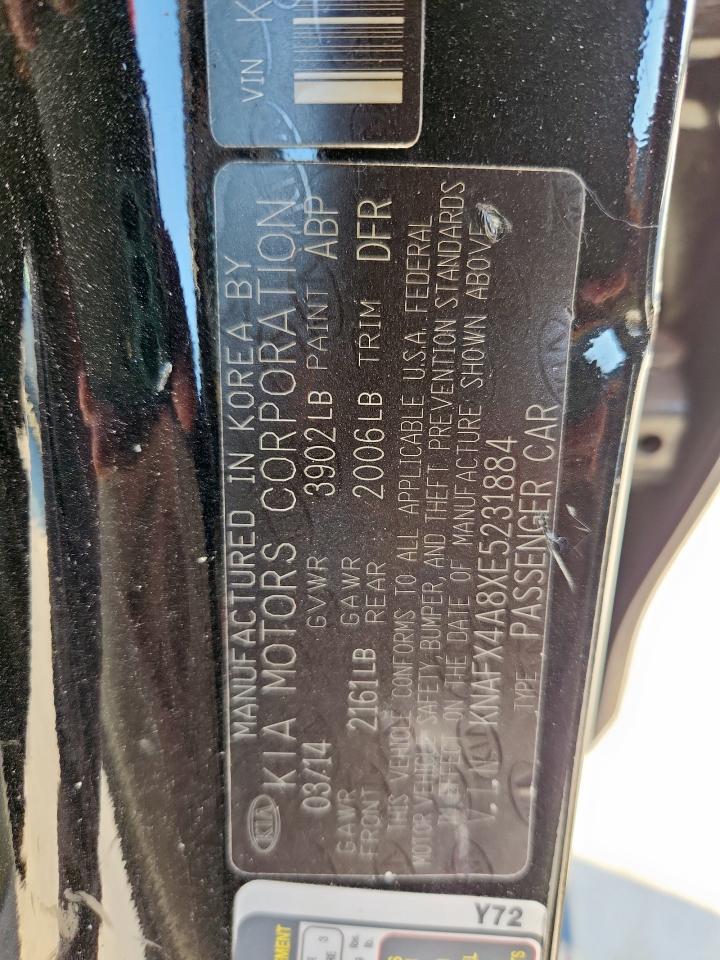 VIN K
MANUFACTURED IN KOREA BY
KIA KIA MOTORS CORPORATION
03/14 GVWR 3902LB PAINT ABP
GAWR FRONT 2161LB GAWR REAR 2006LB TRIM DFR
THIS VEHICLE CONFORMS TO ALL APPLICABLE U.S.A. FEDERAL
MOTOR VEHICLE SAFETY, BUMPER, AND THEFT PREVENTION STANDARDS
IN EFFECT ON THE DATE OF MANUFACTURE SHOWN ABOVE
V.I.N KNAFX4A8XE5231884
TYPE : PASSENGER CAR
Y72